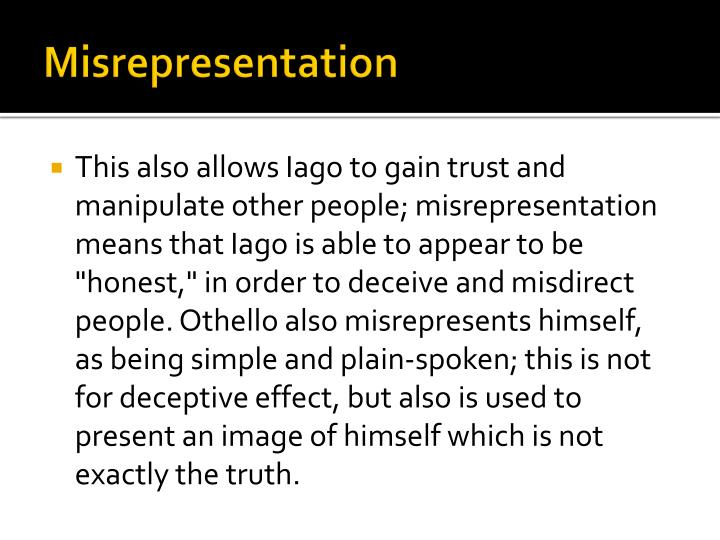 Misrepresentation
This also allows Iago to gain trust and
manipulate other people; misrepresentation
means that Iago is able to appear to be
"honest," in order to deceive and misdirect
people. Othello also misrepresents himself,
as being simple and plain-spoken; this is not
for deceptive effect, but also is used to
present an image of himself which is not
exactly the truth.